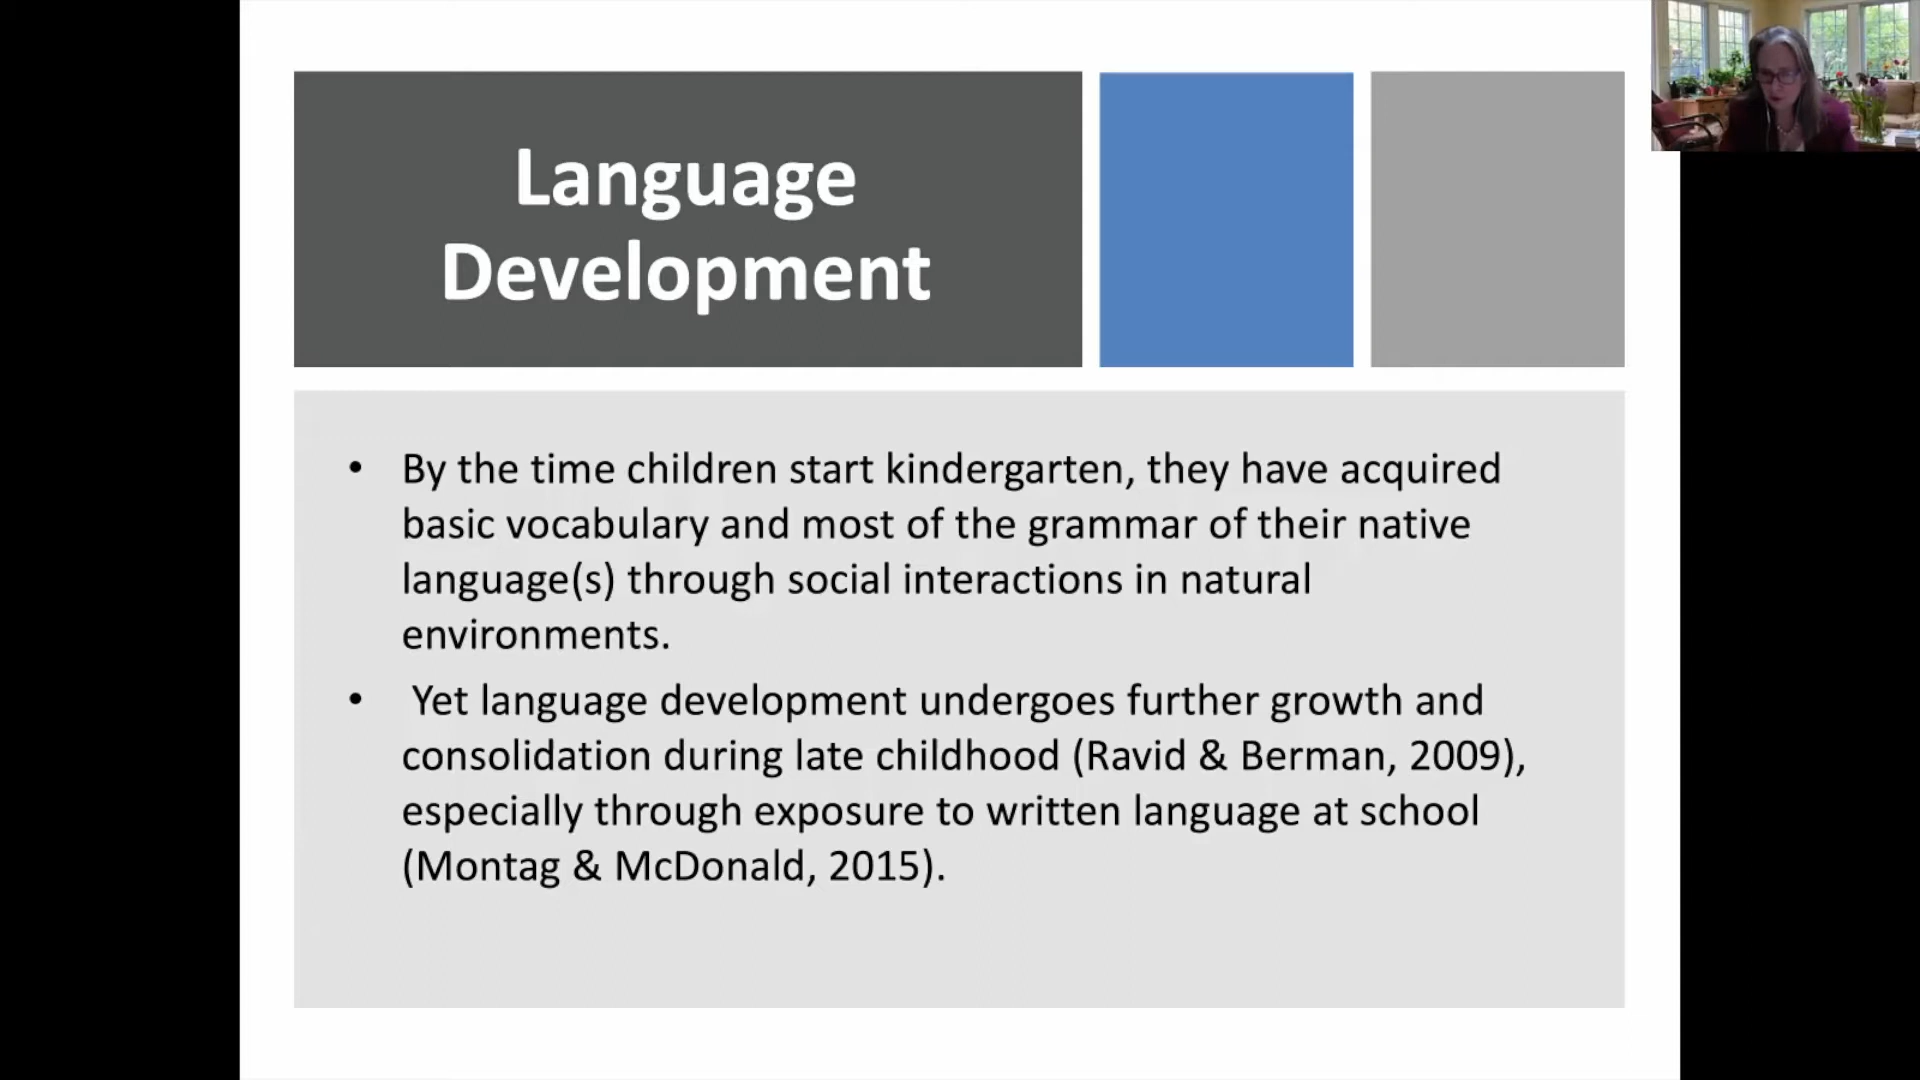 Language
Development
• By the time children start kindergarten, they have acquired
basic vocabulary and most of the grammar of their native
language(s) through social interactions in natural
environments.
• Yet language development undergoes further growth and
consolidation during late childhood (Ravid & Berman, 2009),
especially through exposure to written language at school
(Montag & McDonald, 2015).